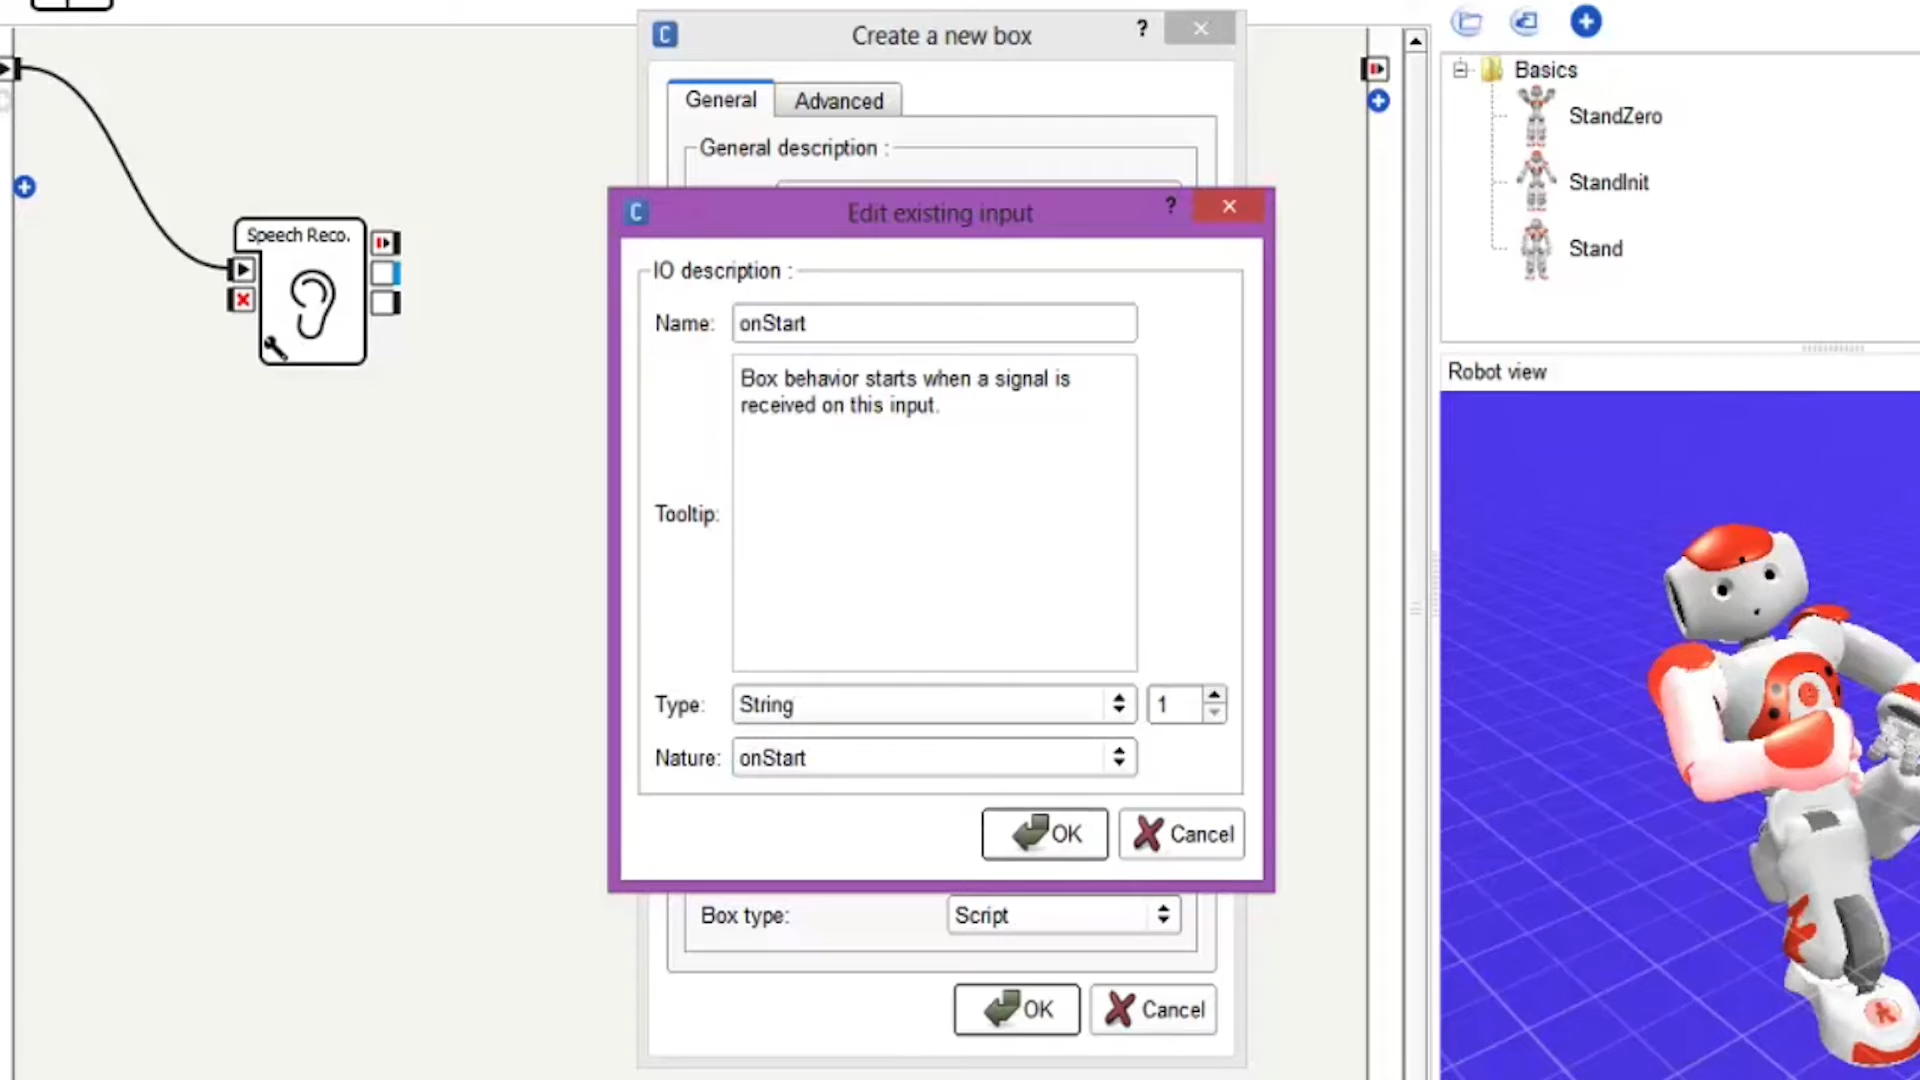 Create a new box
?
General
Advanced
General description :
Edit existing input
?
IO description :
Name:
onStart
Box behavior starts when a signal is
received on this input.
Tooltip:
Type:
String
1
Nature:
onStart
OK
Cancel
Box type:
Script
OK
Cancel
Speech Reco.
Basics
StandZero
StandInit
Stand
Robot view